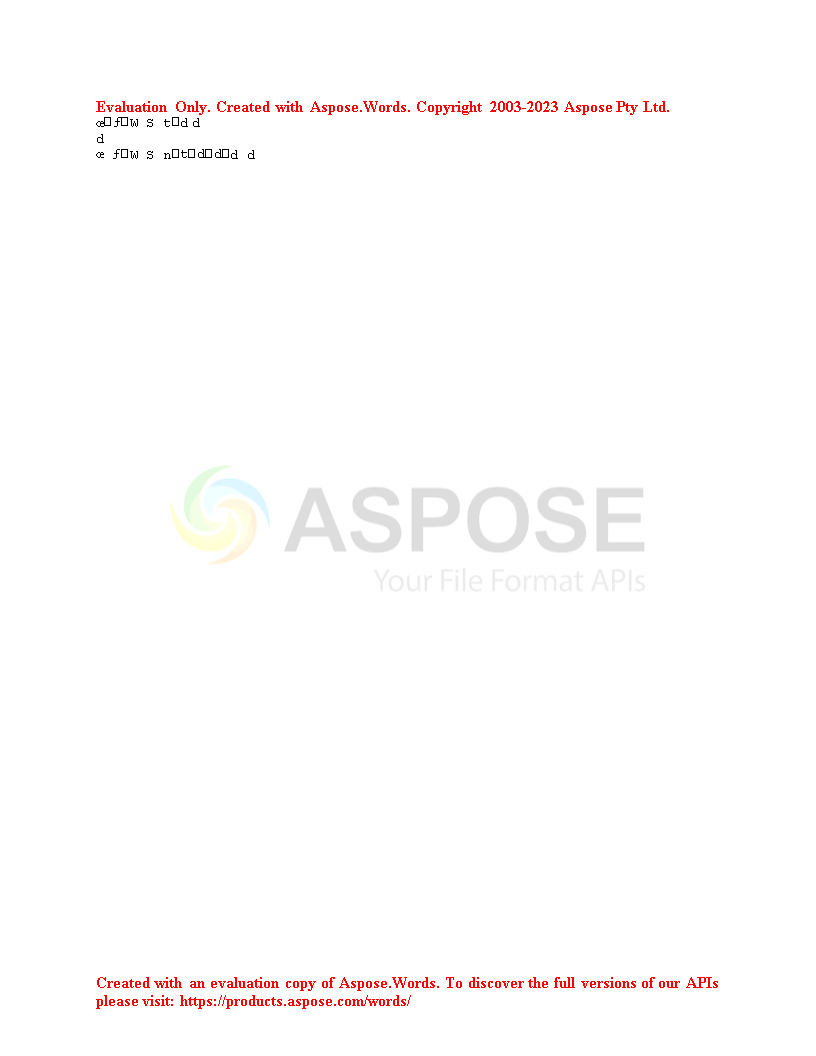 Evaluation Only. Created with Aspose.Words. Copyright 2003-2023 Aspose Pty Ltd.
œ□ƒ□W S t□d d
d
œ ƒ□W S n□t□d□d□d d
ASPOSE
Your File Format APIs
Created with an evaluation copy of Aspose.Words. To discover the full versions of our APIs
please visit: https://products.aspose.com/words/